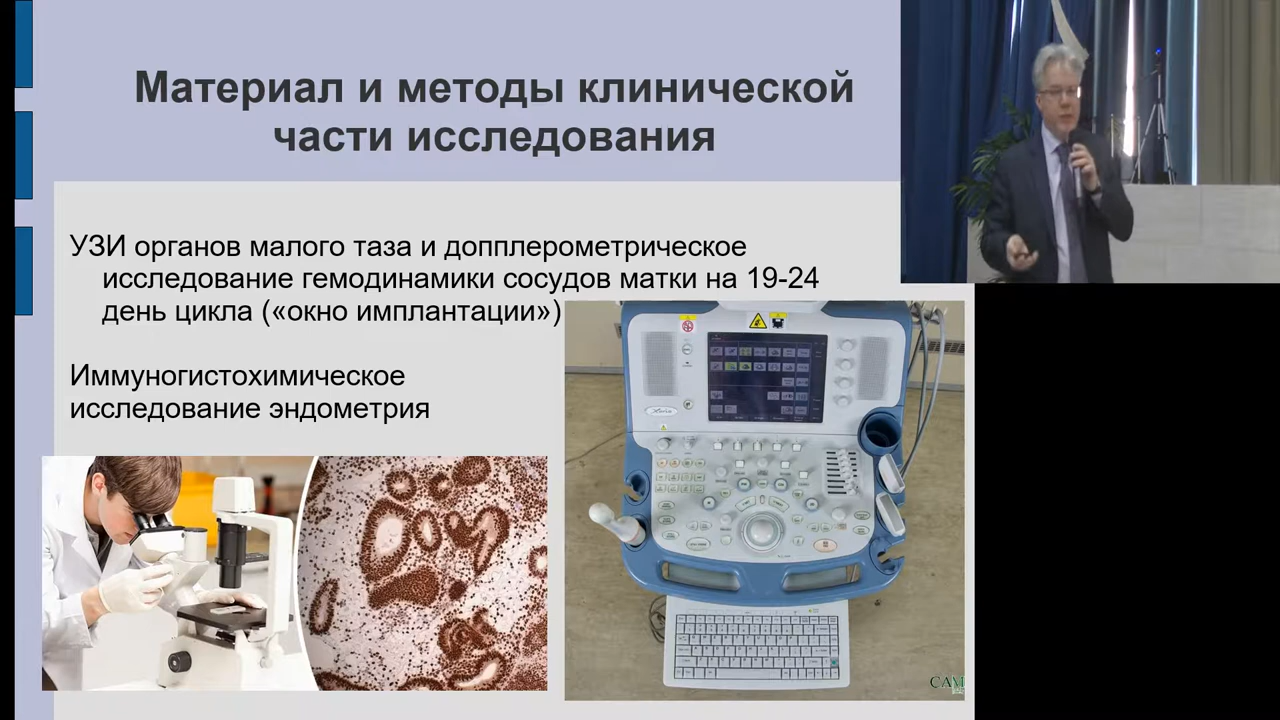 Материал и методы клинической
части исследования
УЗИ органов малого таза и допплерометрическое
исследование гемодинамики сосудов матки на 19-24
день цикла («окно имплантации»)
Иммуногистохимическое
исследование эндометрия
Xario